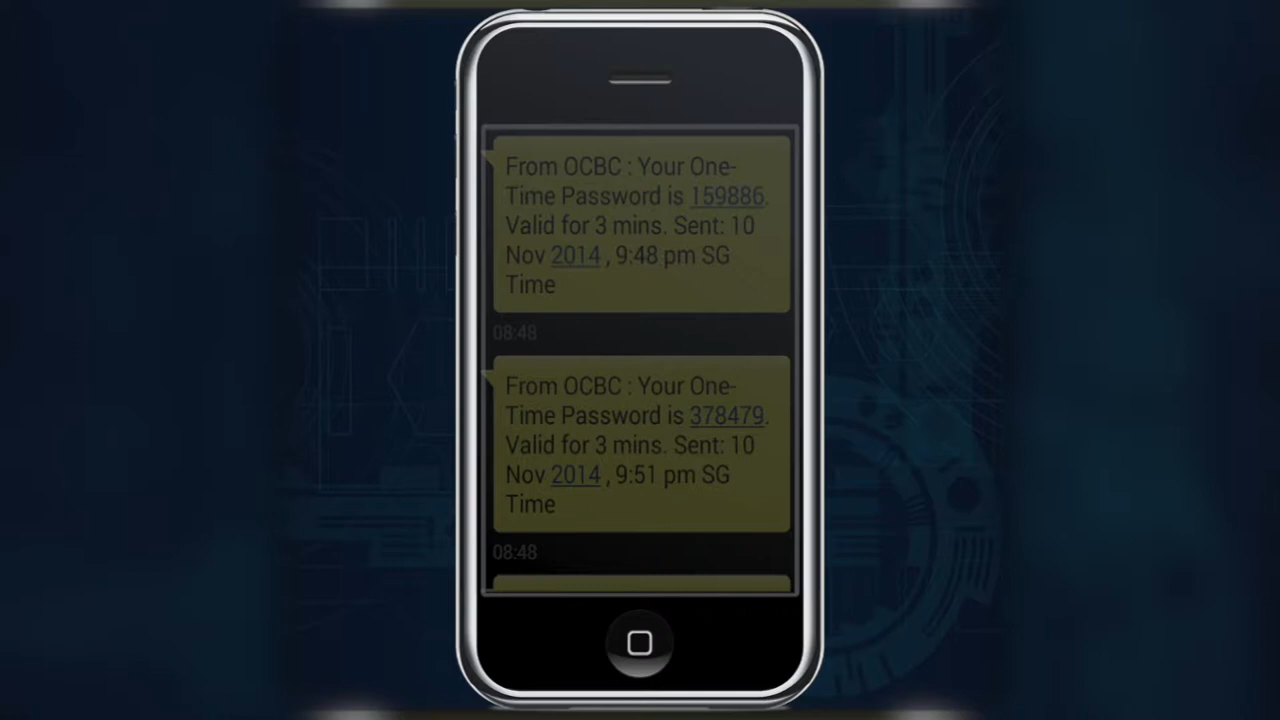 From OCBC : Your One-
Time Password is 159886.
Valid for 3 mins. Sent: 10
Nov 2014 , 9:48 pm SG
Time
08:48
From OCBC : Your One-
Time Password is 378479.
Valid for 3 mins. Sent: 10
Nov 2014 , 9:51 pm SG
Time
08:48